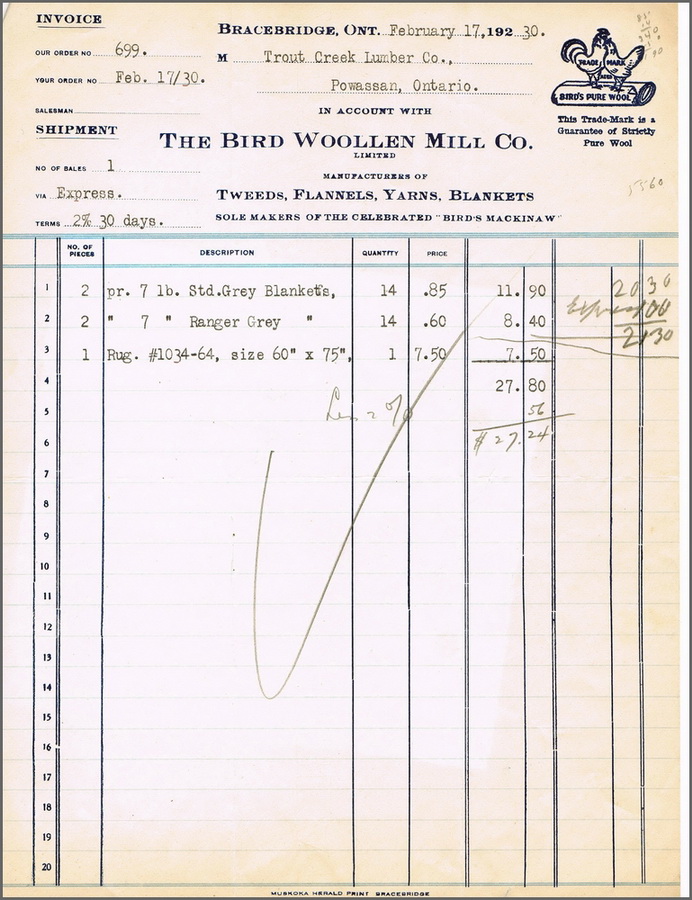 INVOICE
OUR ORDER NO 699.
YOUR ORDER NO Feb. 17/30.
SALESMAN
SHIPMENT
NO OF BALES 1
VIA Express.
TERMS 2% 30 days.
BRACEBRIDGE, ONT. February 17,192 30.
M Trout Creek Lumber Co.,
Powassan, Ontario.
IN ACCOUNT WITH
THE BIRD WOOLLEN MILL CO.
LIMITED
MANUFACTURERS OF
TWEEDS, FLANNELS, YARNS, BLANKETS
SOLE MAKERS OF THE CELEBRATED "BIRD'S MACKINAW"
TRADE MARK
BIRD'S PURE WOOL
This Trade-Mark is a
Guarantee of Strictly
Pure Wool
5560
NO. OF PIECES DESCRIPTION QUANTITY PRICE
1 2 pr. 7 lb. Std.Grey Blankets, 14 .85 11. 90 20 30
2 2 " 7 " Ranger Grey " 14 .60 8. 40 Express 1 00
3 1 Rug. #1034-64, size 60" x 75", 1 7.50 7. 50 21 30
4 27. 80
5 Less 2 % 56
6 $ 27.24
7
8
9
10
11
12
13
14
15
16
17
18
19
20
MUSKOKA HERALD PRINT BRACEBRIDGE